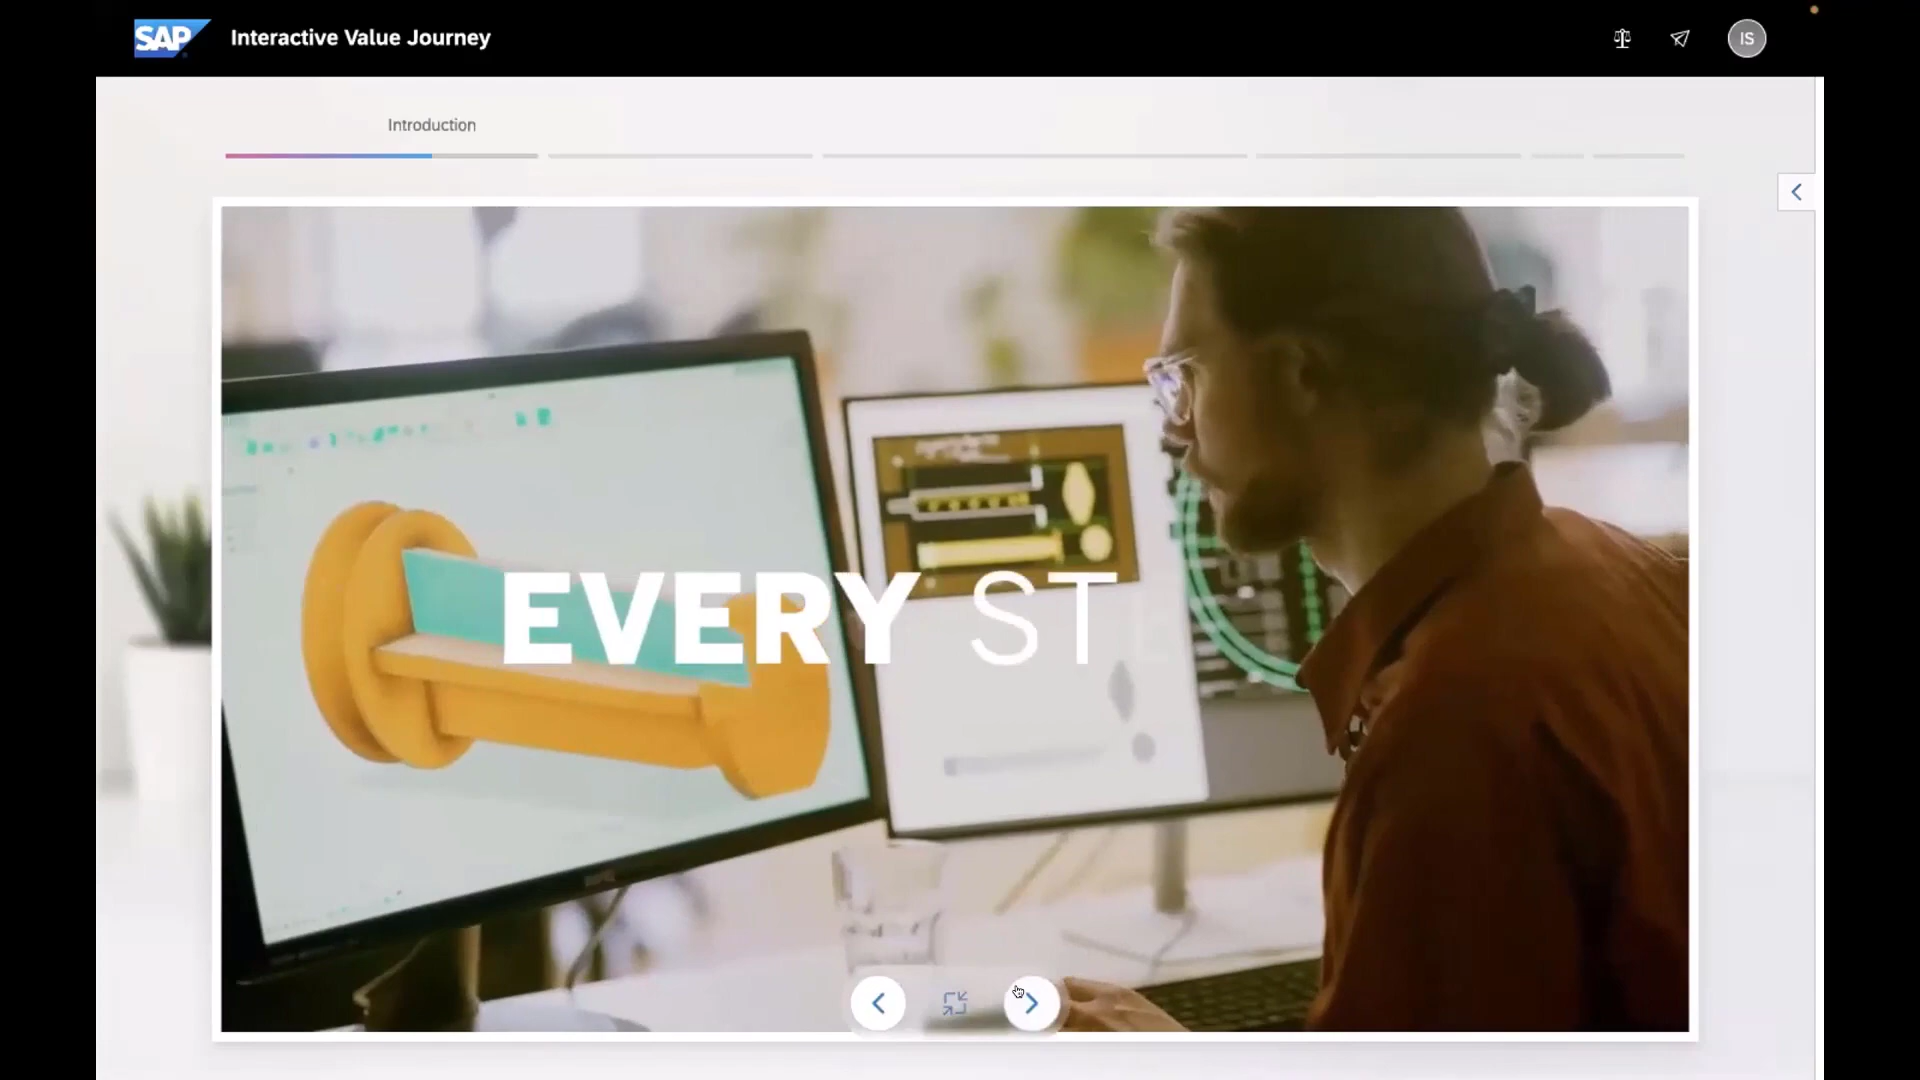 SAP
Interactive Value Journey
IS
Introduction
EVERY ST